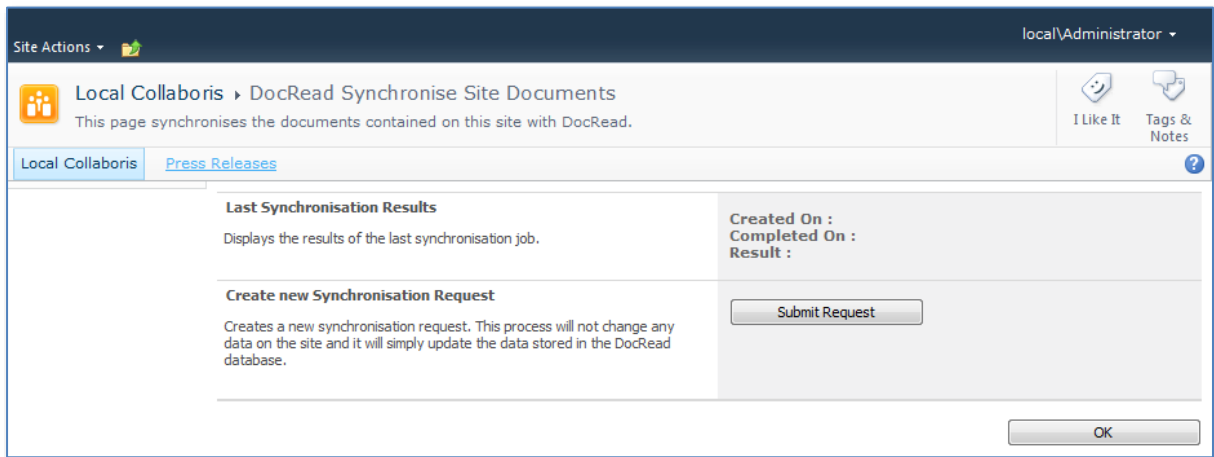 local\Administrator
Site Actions
Local Collaboris ▸ DocRead Synchronise Site Documents
This page synchronises the documents contained on this site with DocRead.
I Like It
Tags &
Notes
Local Collaboris
Press Releases
Last Synchronisation Results
Displays the results of the last synchronisation job.
Created On :
Completed On :
Result :
Create new Synchronisation Request
Creates a new synchronisation request. This process will not change any
data on the site and it will simply update the data stored in the DocRead
database.
Submit Request
OK